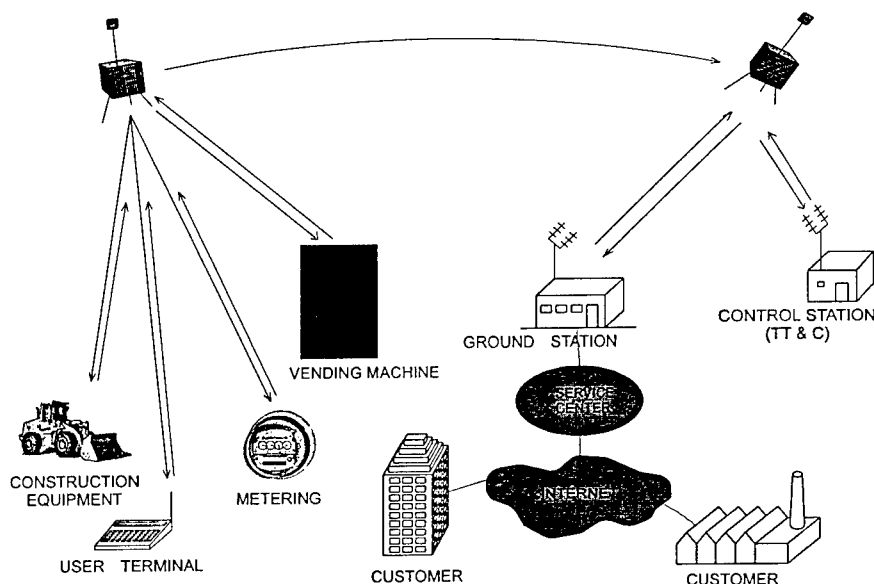 CONTROL STATION
(TT & C)
GROUND STATION
VENDING MACHINE
SERVICE
CENTER
CONSTRUCTION
EQUIPMENT
METERING
INTERNET
USER TERMINAL
CUSTOMER
CUSTOMER